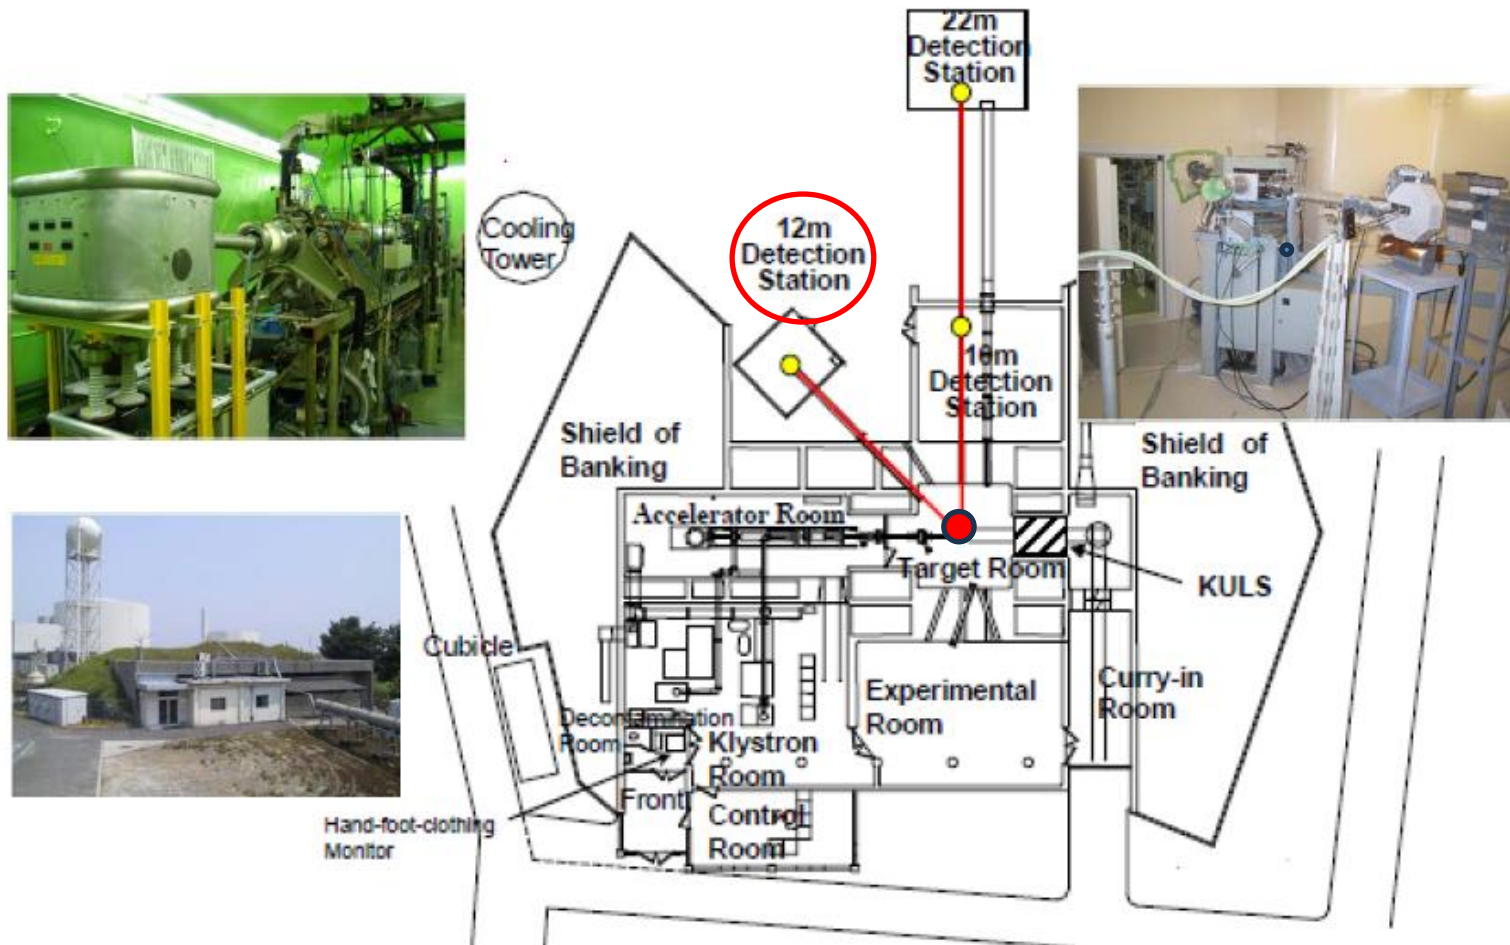 22m
Detection
Station
Cooling
Tower
12m
Detection
Station
10m
Detection
Station
Shield of
Banking
Shield of
Banking
Accelerator Room
Target Room
KULS
Cubicle
Experimental
Room
Curry-in
Room
Decontamination
Room
Klystron
Room
Front
Control
Room
Hand-foot-clothing
Monitor